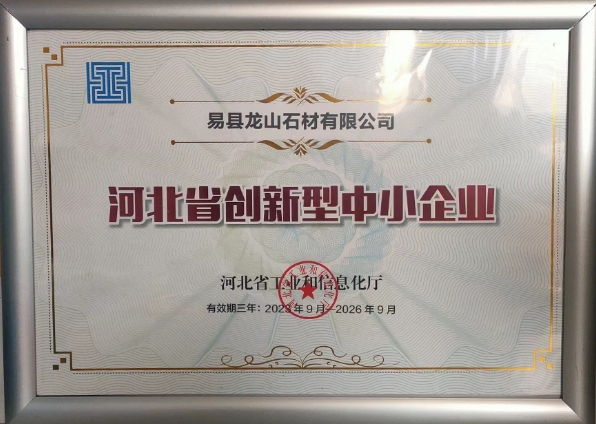 易县龙山石材有限公司
河北省创新型中小企业
河北省工业和信息化厅
有效期三年：2023年9月—2026年9月